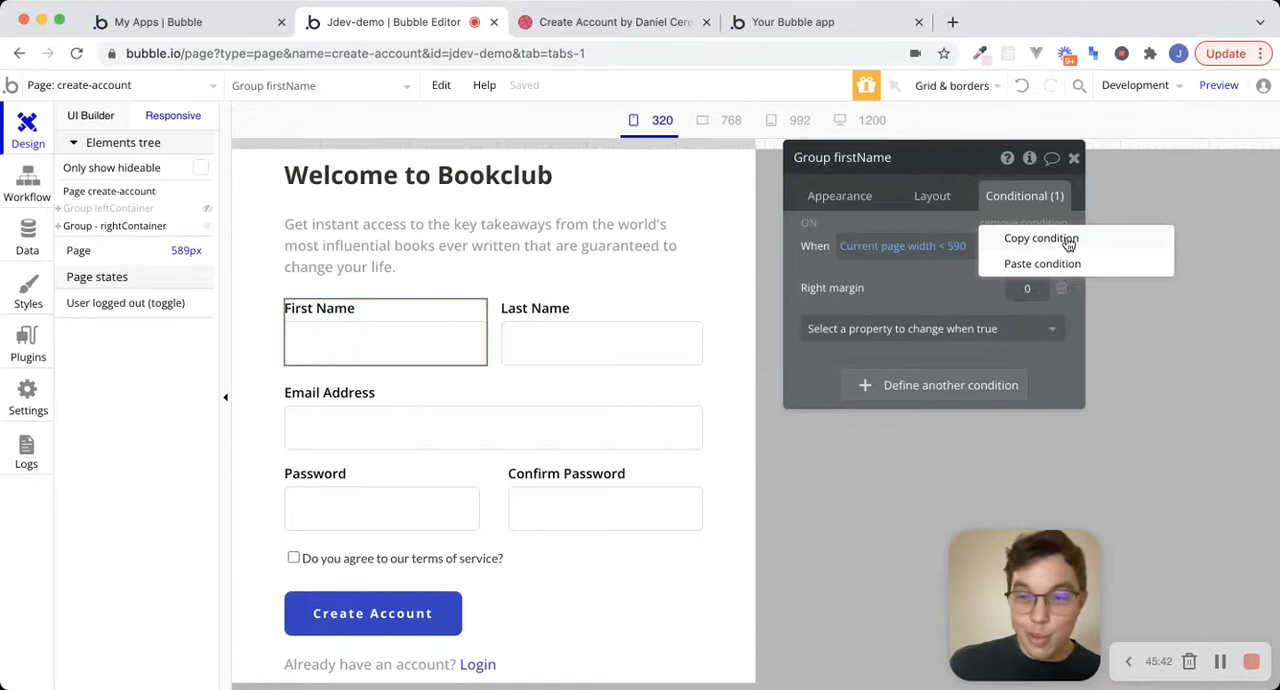 My Apps | Bubble
Jdev-demo | Bubble Editor
Create Account by Daniel Cere
Your Bubble app
bubble.io/page?type=page&name=create-account&id=jdev-demo&tab=tabs-1
9+
J
Update
Page: create-account
Group firstName
Edit
Help
Saved
Grid & borders
Development
Preview
UI Builder
Responsive
320
768
992
1200
Design
Workflow
Data
Styles
Plugins
Settings
Logs
Elements tree
Only show hideable
Page create-account
+Group leftContainer
+Group - rightContainer
Page
589px
Page states
User logged out (toggle)
Welcome to Bookclub
Get instant access to the key takeaways from the world's
most influential books ever written that are guaranteed to
change your life.
First Name
Last Name
Email Address
Password
Confirm Password
Do you agree to our terms of service?
Create Account
Already have an account? Login
Group firstName
Appearance
Layout
Conditional (1)
ON
remove condition
When
Current page width < 590
Copy condition
Paste condition
Right margin
0
Select a property to change when true
+ Define another condition
45:42